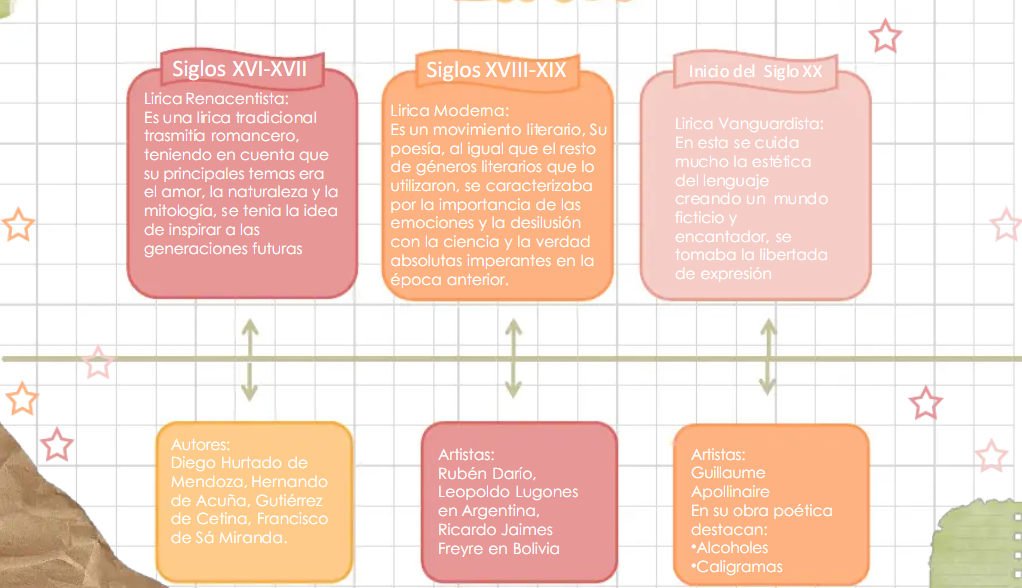 Siglos XVI-XVII
Lirica Renacentista:
Es una lírica tradicional
trasmitía romancero,
teniendo en cuenta que
su principales temas era
el amor, la naturaleza y la
mitología, se tenia la idea
de inspirar a las
generaciones futuras
Siglos XVIII-XIX
Lirica Moderna:
Es un movimiento literario, Su
poesía, al igual que el resto
de géneros literarios que lo
utilizaron, se caracterizaba
por la importancia de las
emociones y la desilusión
con la ciencia y la verdad
absolutas imperantes en la
época anterior.
Inicio del Siglo XX
Lirica Vanguardista:
En esta se cuida
mucho la estética
del lenguaje
creando un mundo
ficticio y
encantador, se
tomaba la libertada
de expresión
Autores:
Diego Hurtado de
Mendoza, Hernando
de Acuña, Gutiérrez
de Cetina, Francisco
de Sá Miranda.
Artistas:
Rubén Darío,
Leopoldo Lugones
en Argentina,
Ricardo Jaimes
Freyre en Bolivia
Artistas:
Guillaume
Apollinaire
En su obra poética
destacan:
•Alcoholes
•Caligramas